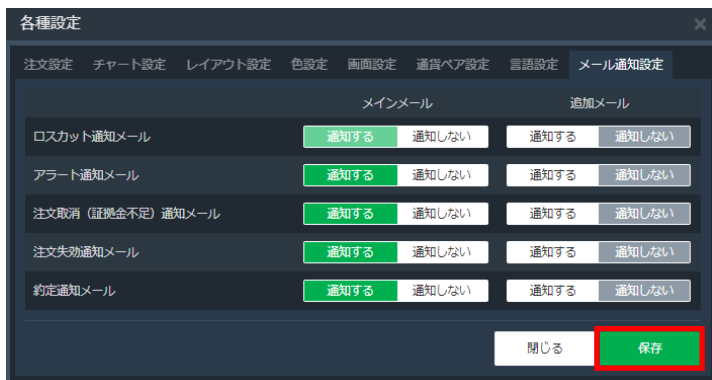 各種設定 ×
注文設定 チャート設定 レイアウト設定 色設定 画面設定 通貨ペア設定 言語設定 メール通知設定
メインメール 追加メール
ロスカット通知メール 通知する 通知しない 通知する 通知しない
アラート通知メール 通知する 通知しない 通知する 通知しない
注文取消（証拠金不足）通知メール 通知する 通知しない 通知する 通知しない
注文失効通知メール 通知する 通知しない 通知する 通知しない
約定通知メール 通知する 通知しない 通知する 通知しない
閉じる 保存